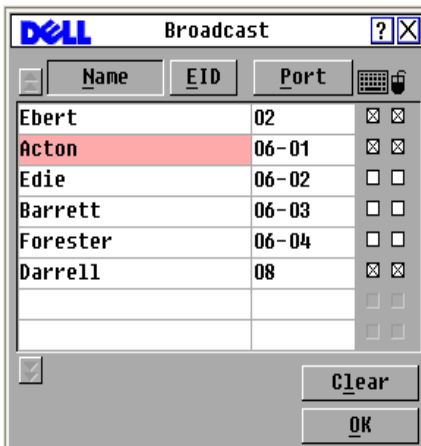 DELL Broadcast ? X
Name EID Port
Ebert 02
Acton 06-01
Edie 06-02
Barrett 06-03
Forester 06-04
Darrell 08
Clear
OK